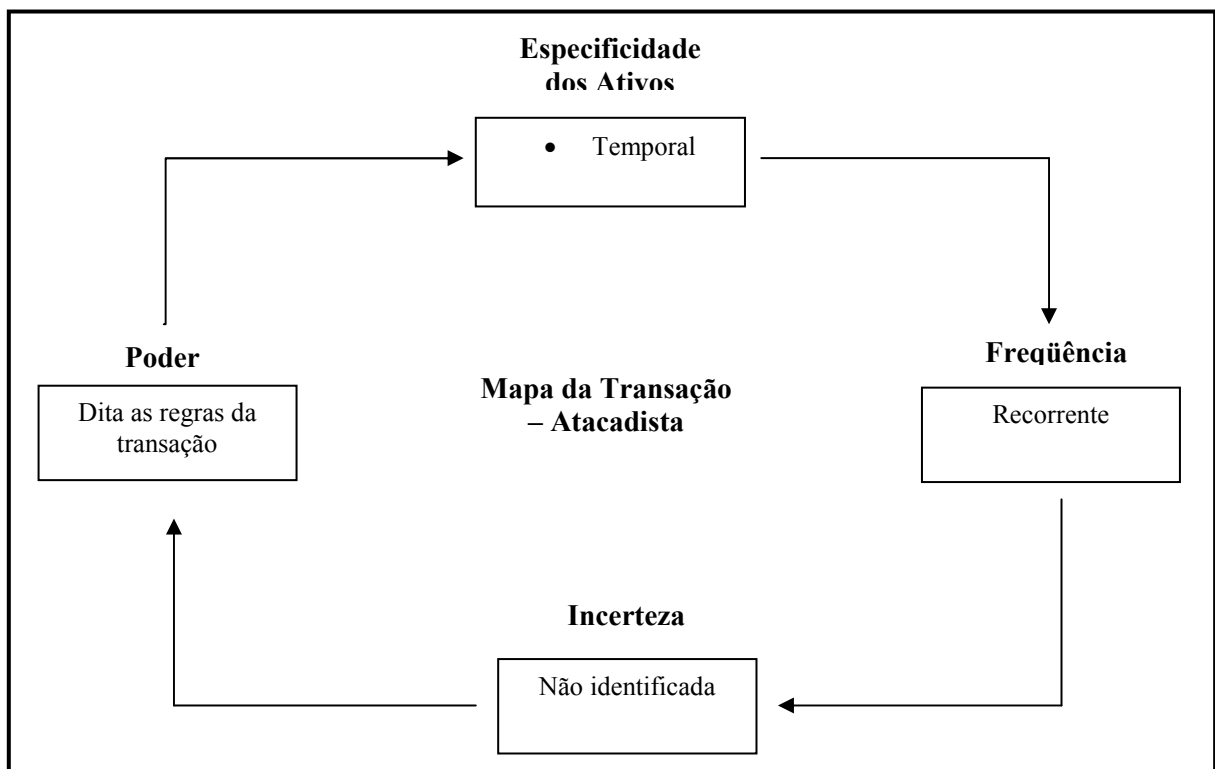 Especificidade
dos Ativos
• Temporal
Poder
Dita as regras da
transação
Mapa da Transação
– Atacadista
Freqüência
Recorrente
Incerteza
Não identificada